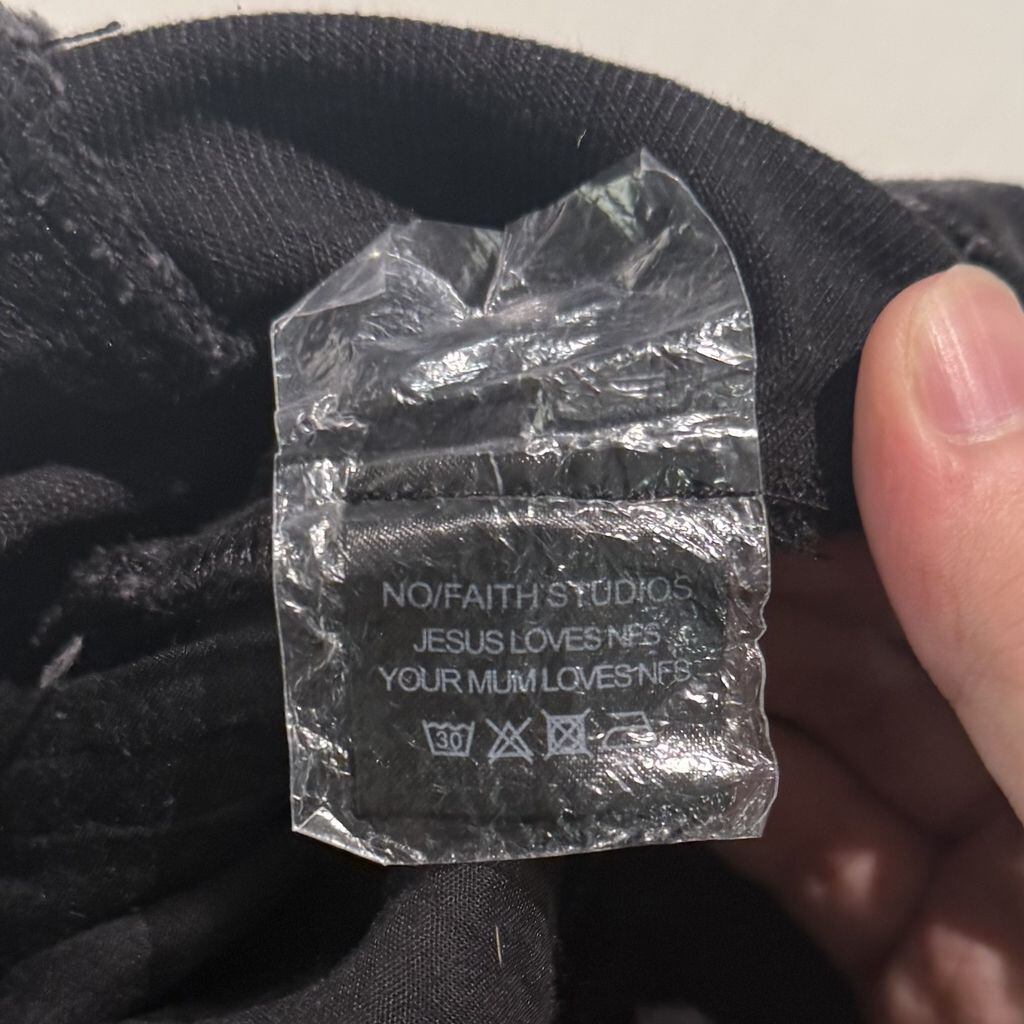 NO/FAITH STUDIOS
JESUS LOVES NFS
YOUR MUM LOVES NFS
30